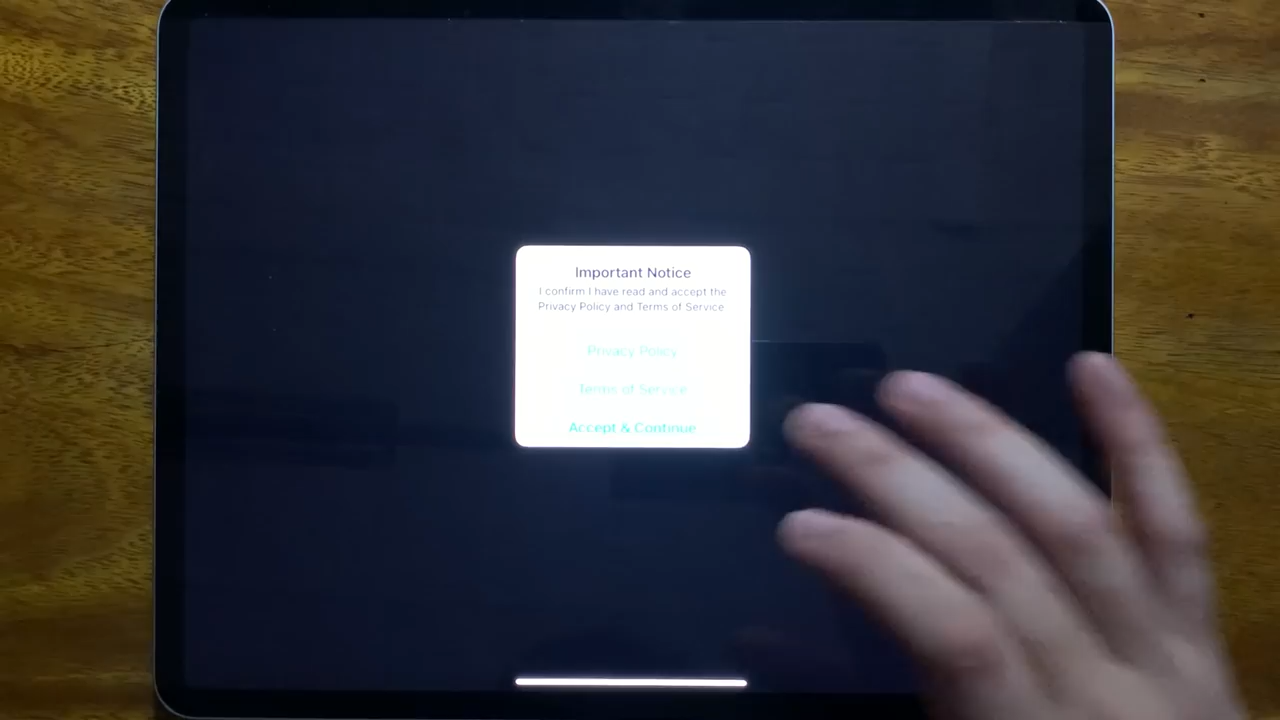 Important Notice
I confirm I have read and accept the
Privacy Policy and Terms of Service
Privacy Policy
Terms of Service
Accept & Continue